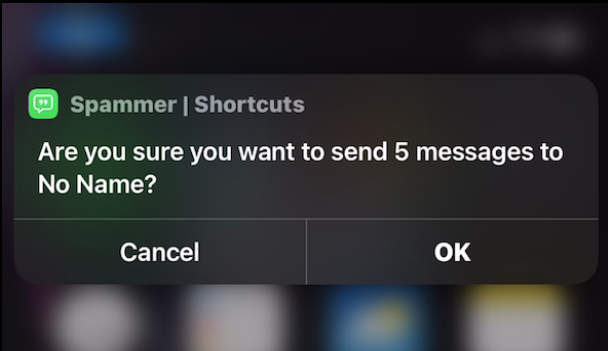 Spammer | Shortcuts
Are you sure you want to send 5 messages to
No Name?
Cancel
OK